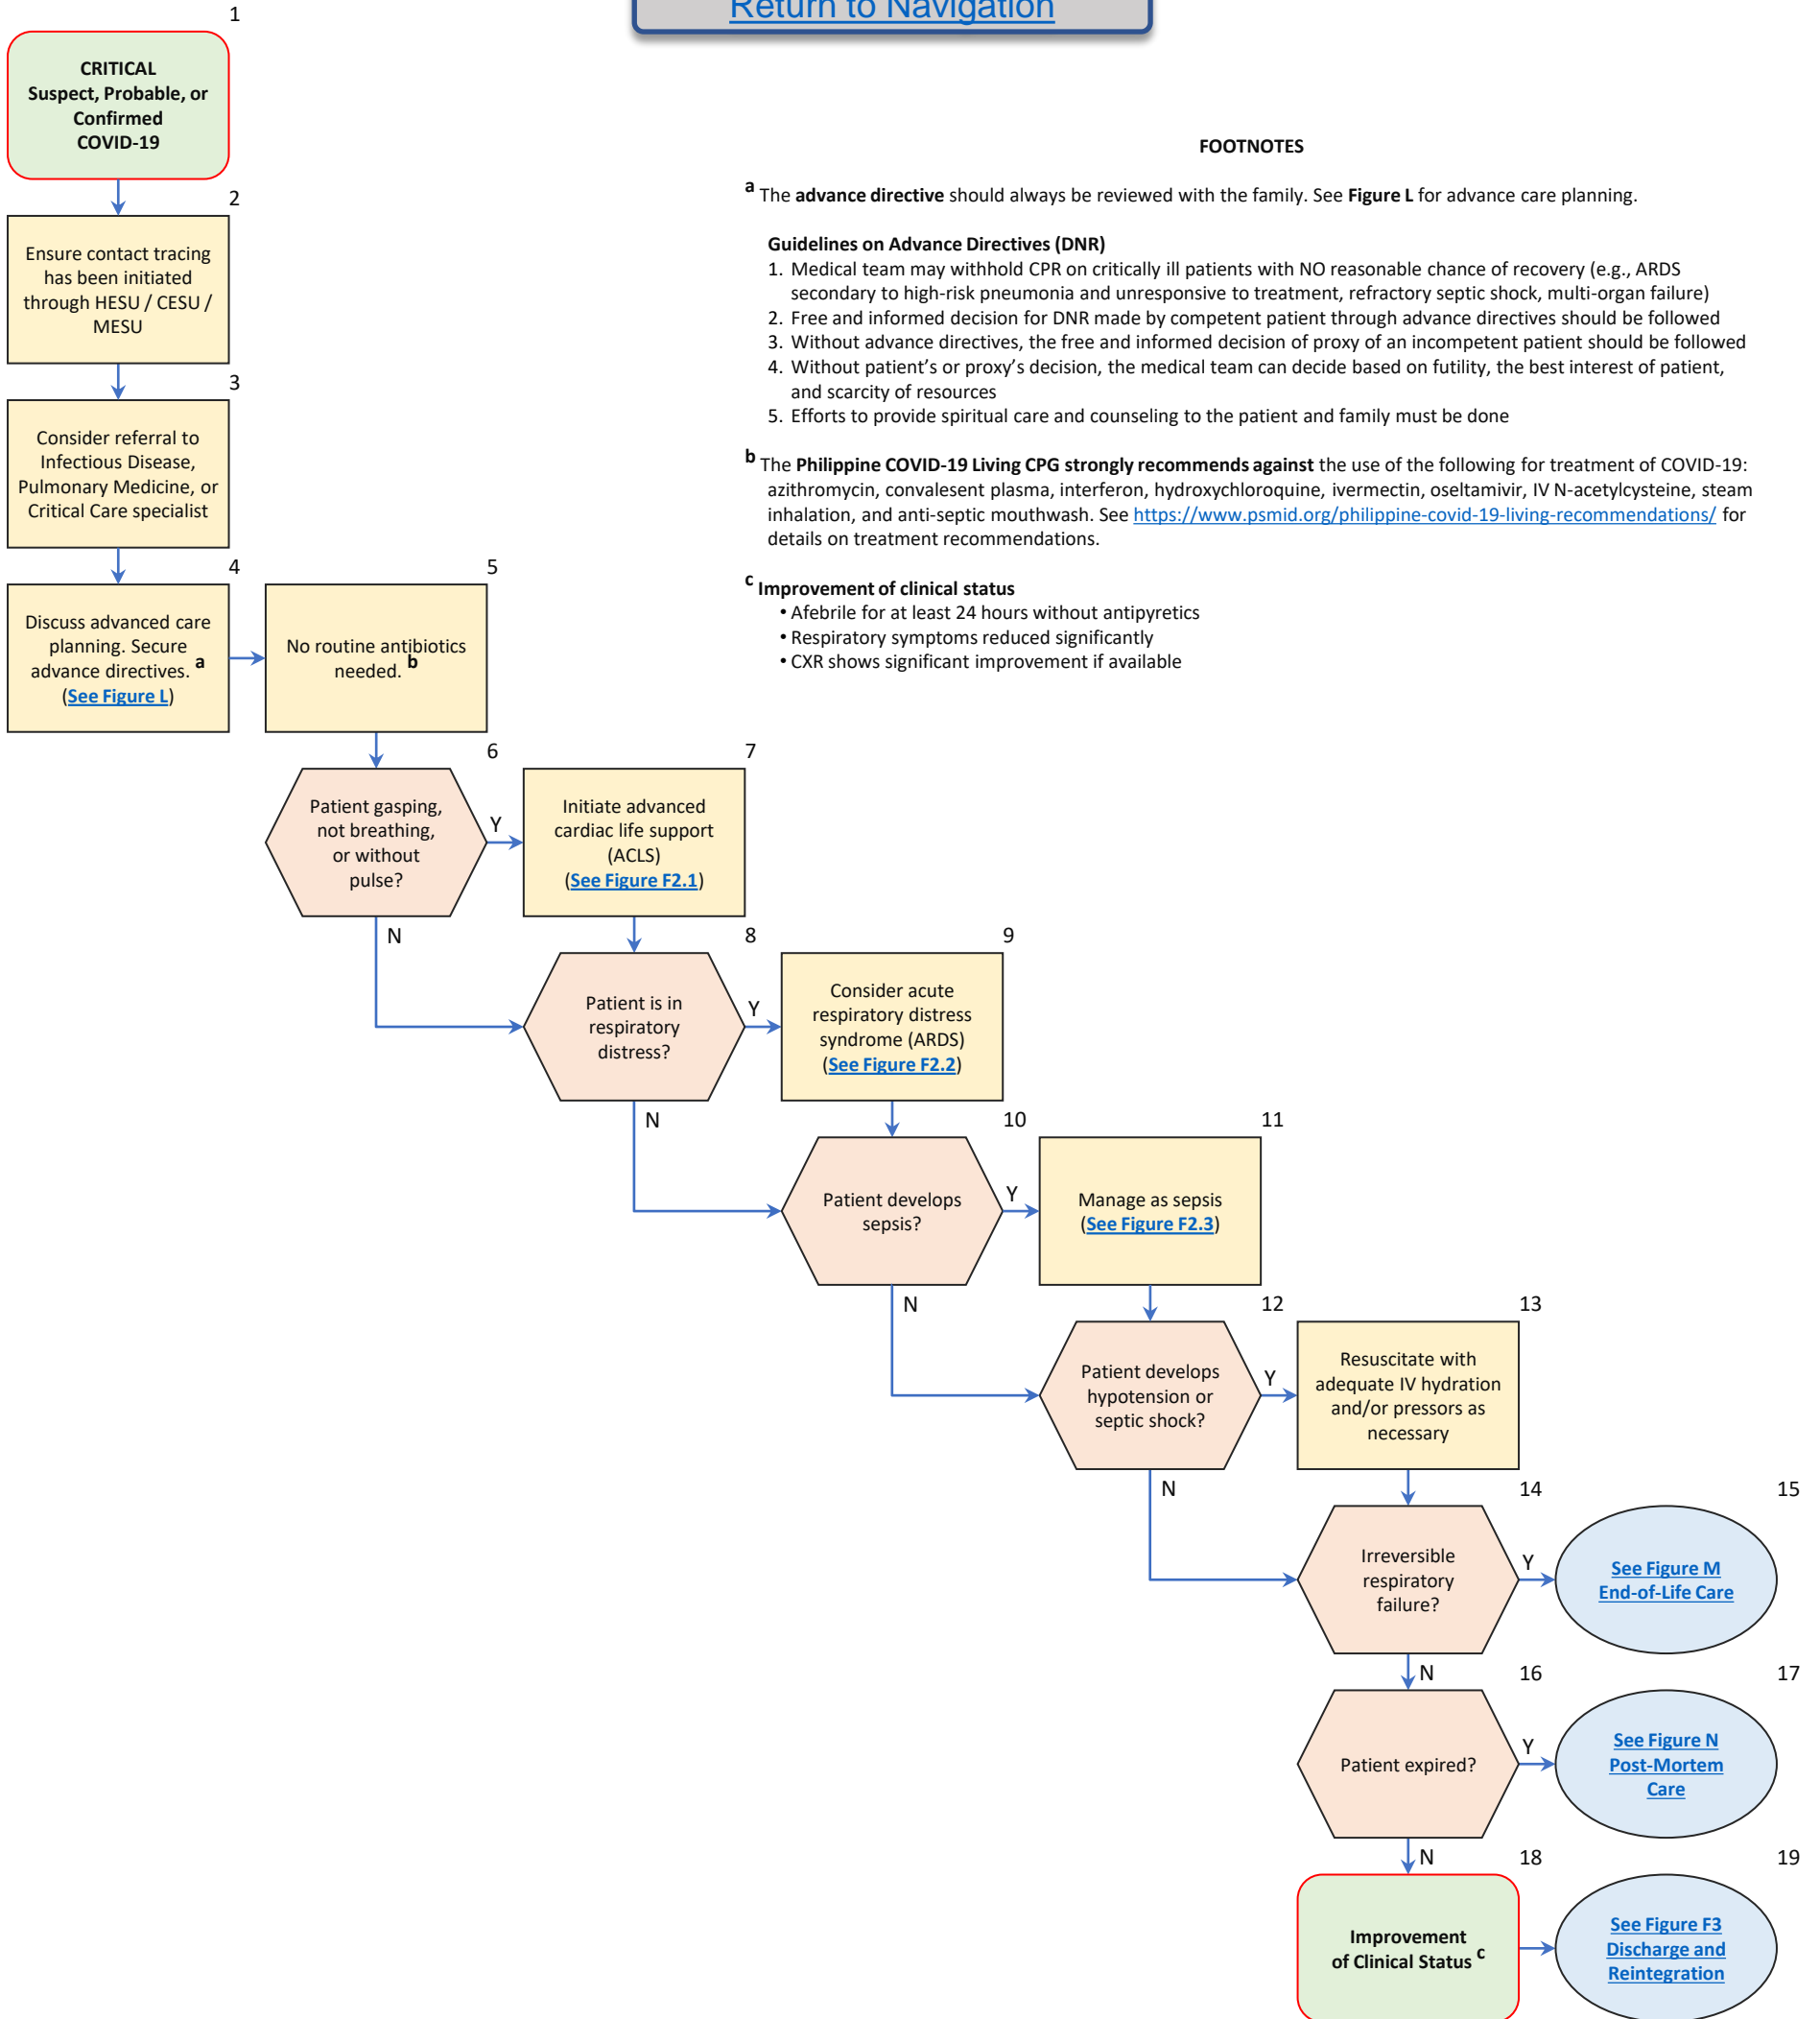 Return to Navigation
1
CRITICAL
Suspect, Probable, or
Confirmed
COVID-19
2
Ensure contact tracing
has been initiated
through HESU / CESU /
MESU
3
Consider referral to
Infectious Disease,
Pulmonary Medicine, or
Critical Care specialist
4
Discuss advanced care
planning. Secure
advance directives. a
(See Figure L)
5
No routine antibiotics
needed. b
6
Patient gasping,
not breathing,
or without
pulse?
Y
N
7
Initiate advanced
cardiac life support
(ACLS)
(See Figure F2.1)
8
Patient is in
respiratory
distress?
Y
N
9
Consider acute
respiratory distress
syndrome (ARDS)
(See Figure F2.2)
10
Patient develops
sepsis?
Y
N
11
Manage as sepsis
(See Figure F2.3)
12
Patient develops
hypotension or
septic shock?
Y
N
13
Resuscitate with
adequate IV hydration
and/or pressors as
necessary
14
Irreversible
respiratory
failure?
Y
N
15
See Figure M
End-of-Life Care
16
Patient expired?
Y
N
17
See Figure N
Post-Mortem
Care
18
Improvement
of Clinical Status c
19
See Figure F3
Discharge and
Reintegration
FOOTNOTES
a The advance directive should always be reviewed with the family. See Figure L for advance care planning.
Guidelines on Advance Directives (DNR)
1. Medical team may withhold CPR on critically ill patients with NO reasonable chance of recovery (e.g., ARDS
secondary to high-risk pneumonia and unresponsive to treatment, refractory septic shock, multi-organ failure)
2. Free and informed decision for DNR made by competent patient through advance directives should be followed
3. Without advance directives, the free and informed decision of proxy of an incompetent patient should be followed
4. Without patient's or proxy's decision, the medical team can decide based on futility, the best interest of patient,
and scarcity of resources
5. Efforts to provide spiritual care and counseling to the patient and family must be done
b The Philippine COVID-19 Living CPG strongly recommends against the use of the following for treatment of COVID-19:
azithromycin, convalesent plasma, interferon, hydroxychloroquine, ivermectin, oseltamivir, IV N-acetylcysteine, steam
inhalation, and anti-septic mouthwash. See https://www.psmid.org/philippine-covid-19-living-recommendations/ for
details on treatment recommendations.
c Improvement of clinical status
• Afebrile for at least 24 hours without antipyretics
• Respiratory symptoms reduced significantly
• CXR shows significant improvement if available